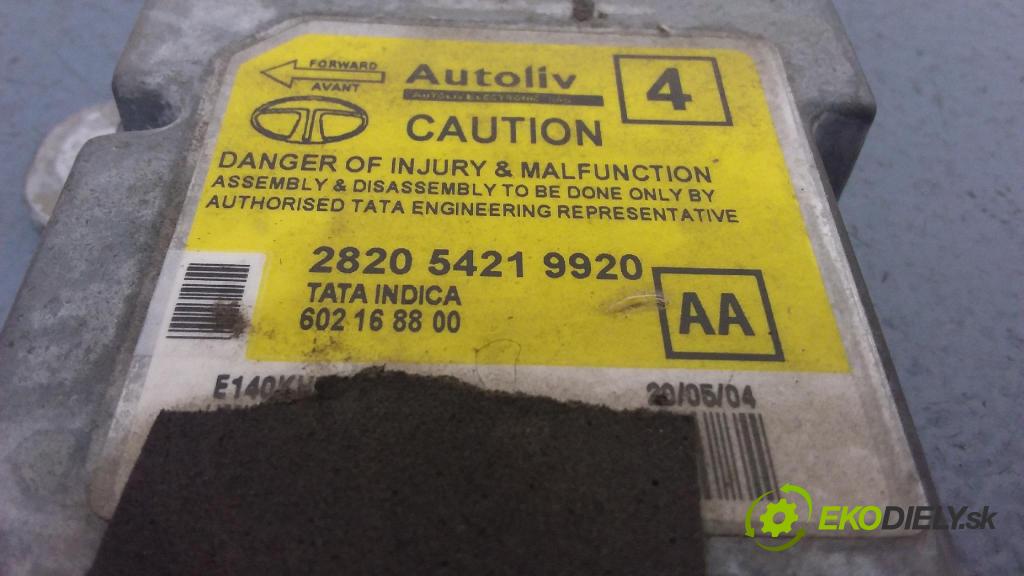 FORWARD
AVANT
Autoliv
4
CAUTION
DANGER OF INJURY & MALFUNCTION
ASSEMBLY & DISASSEMBLY TO BE DONE ONLY BY
AUTHORISED TATA ENGINEERING REPRESENTATIVE
2820 5421 9920
TATA INDICA
602 16 88 00
AA
20/05/04
EKODIELY.sk